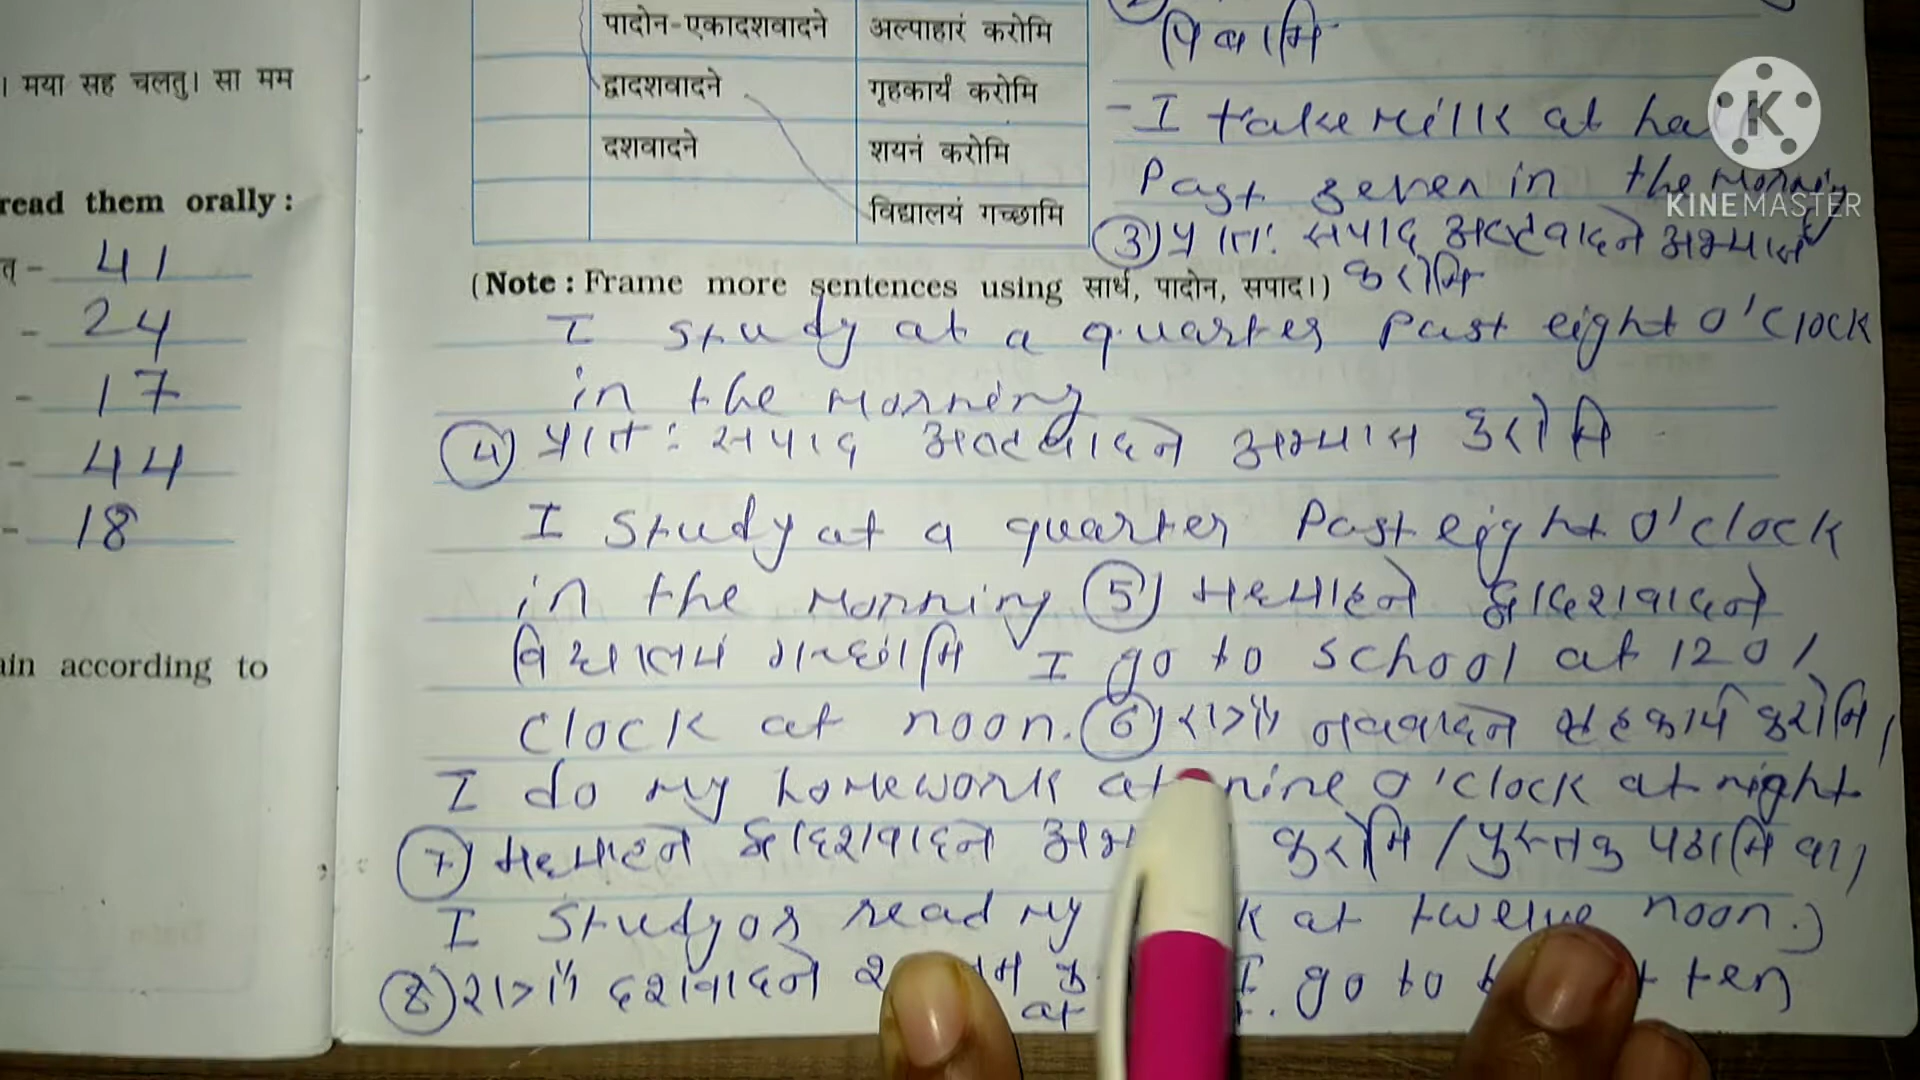 । मया सह चलतु। सा मम
read them orally :
त् - 41
- 24
- 17
- 44
- 18
ain according to
पादोन-एकादशवादने अल्पाहारं करोमि
द्वादशवादने गृहकार्यं करोमि
दशवादने शयनं करोमि
विद्यालयं गच्छामि
पिबामि
- I take milk at ha
Past seven in the morning
③ प्रातः सपाद अष्टवादने अभ्यासं
करोमि
(Note : Frame more sentences using सार्ध, पादोन, सपाद।)
I study at a quarter Past eight o'clock
in the morning
④ प्रातः सपाद अष्टवादने अभ्यास करोमि
I study at a quarter Past eight o'clock
in the morning ⑤ मध्याह्ने द्वादशवादने
विद्यालयं गच्छामि I go to school at 12 o'
clock at noon. ⑥ रात्रौ नववादने गृहकार्य करोमि।
I do my homework at nine o'clock at night
⑦ मध्याह्ने द्वादशवादने करोमि / पुस्तक पठामि वा।
I study or read my k at twelve noon.
⑧ रात्रौ दशवादने I go to ten
at
K
KINEMASTER